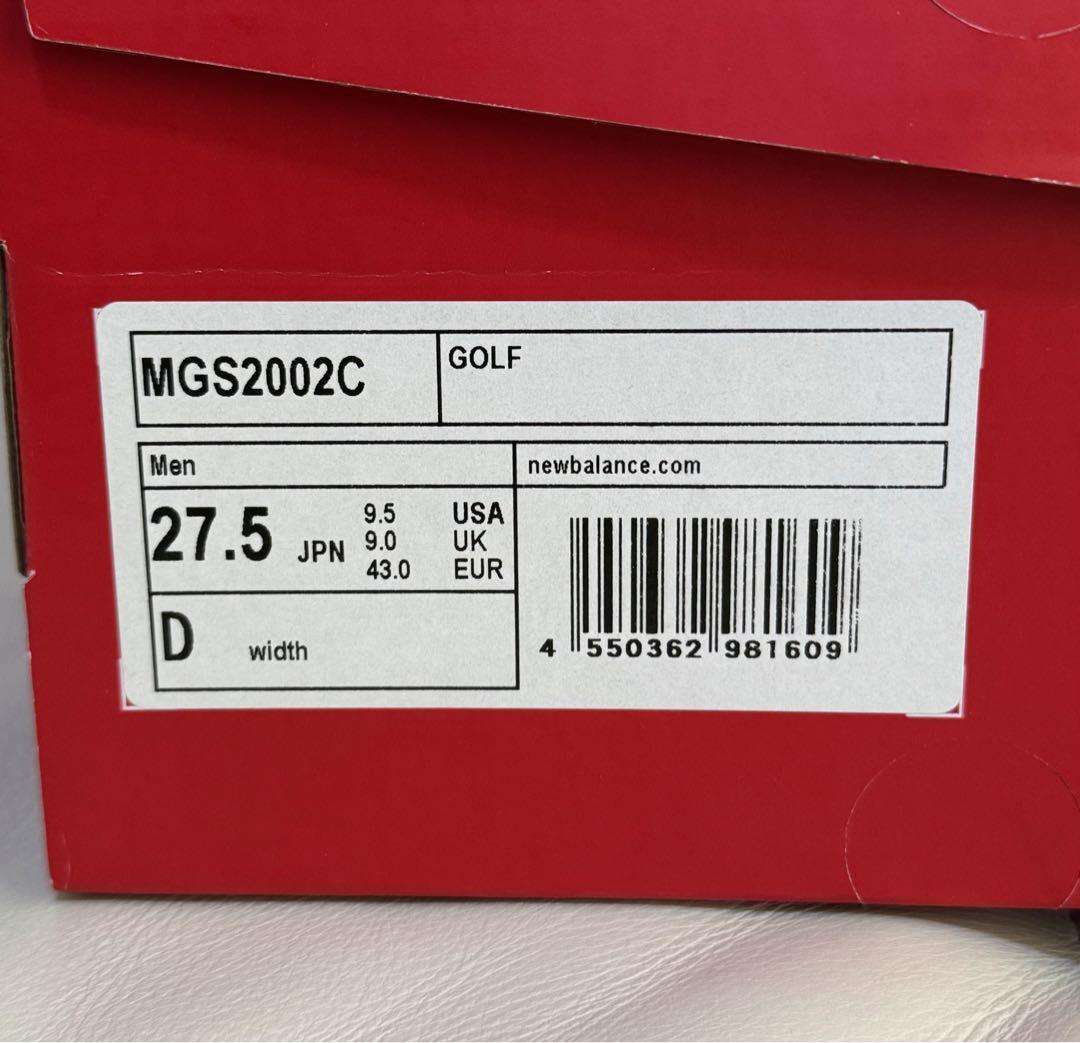 MGS2002C
GOLF
Men
newbalance.com
27.5 JPN
9.5 USA
9.0 UK
43.0 EUR
D width
4 550362 981609